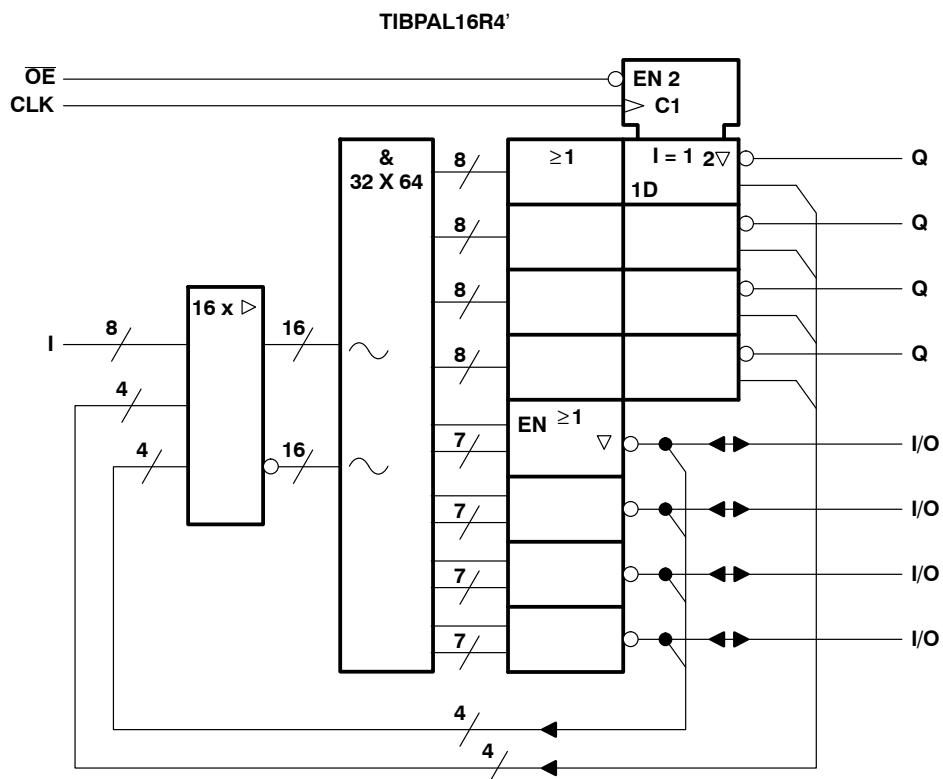 TIBPAL16R4'
OE
EN 2
CLK
C1
&
32 X 64
8
≥1
I = 1 2▽
Q
1D
8
Q
8
Q
16 x ▷
I
8
16
8
Q
4
EN ≥1
▽
7
I/O
4
16
7
I/O
7
I/O
7
I/O
4
4